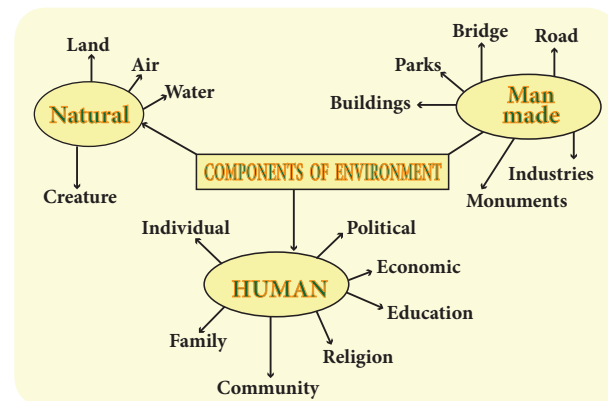 Land
Air
Water
Natural
Creature
Bridge
Road
Parks
Buildings
Man
made
Industries
Monuments
COMPONENTS OF ENVIRONMENT
Individual
Political
Economic
HUMAN
Education
Family
Religion
Community